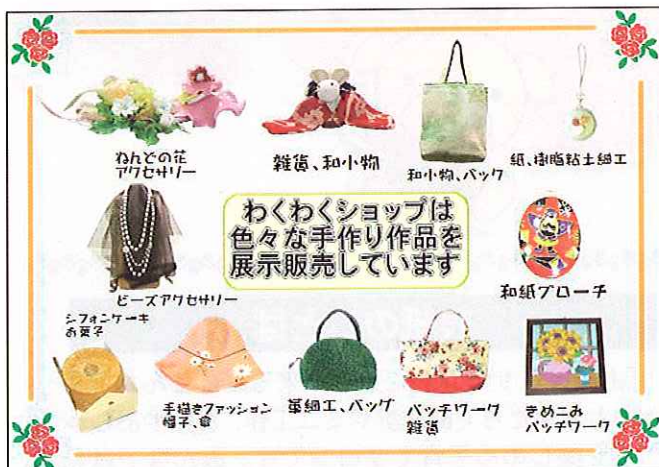 ねんどの花
アクセサリー
雑貨、和小物
和小物、バック
紙、樹脂粘土細工
わくわくショップは
色々な手作り作品を
展示販売しています
ビーズアクセサリー
和紙ブローチ
シフォンケーキ
お菓子
手描きファッション
帽子、傘
革細工、バッグ
パッチワーク
雑貨
きめこみ
パッチワーク